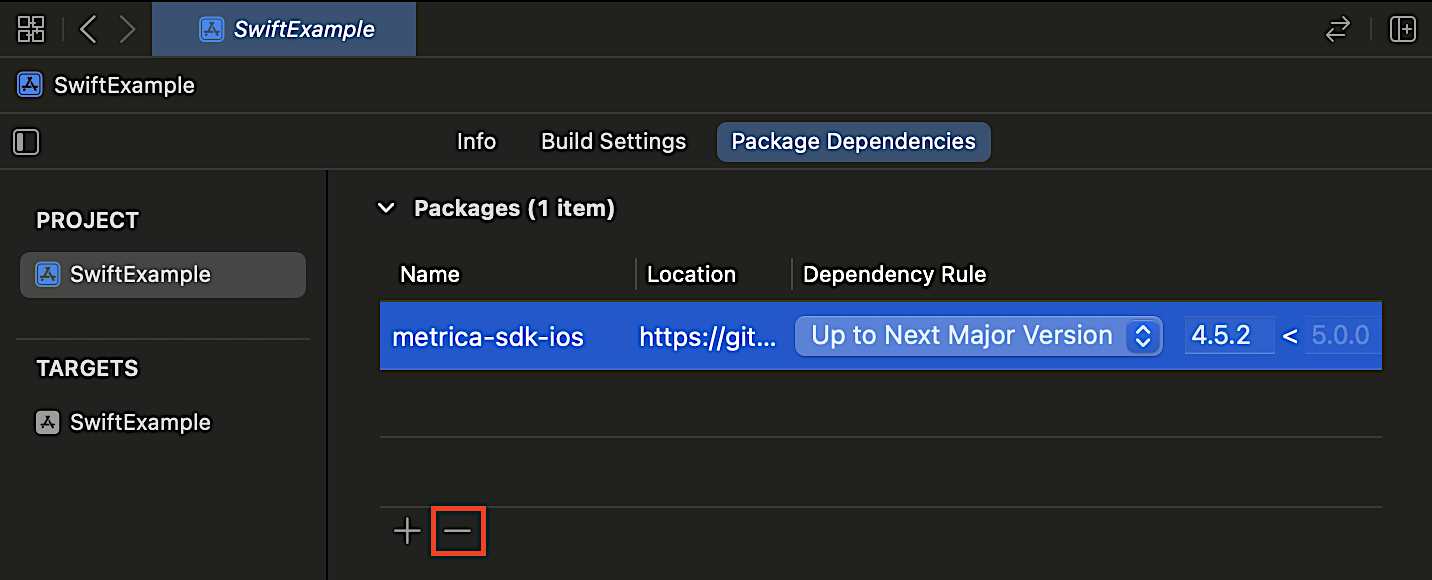 SwiftExample
SwiftExample
Info Build Settings Package Dependencies
PROJECT
SwiftExample
TARGETS
SwiftExample
Packages (1 item)
Name Location Dependency Rule
metrica-sdk-ios https://git... Up to Next Major Version 4.5.2 < 5.0.0